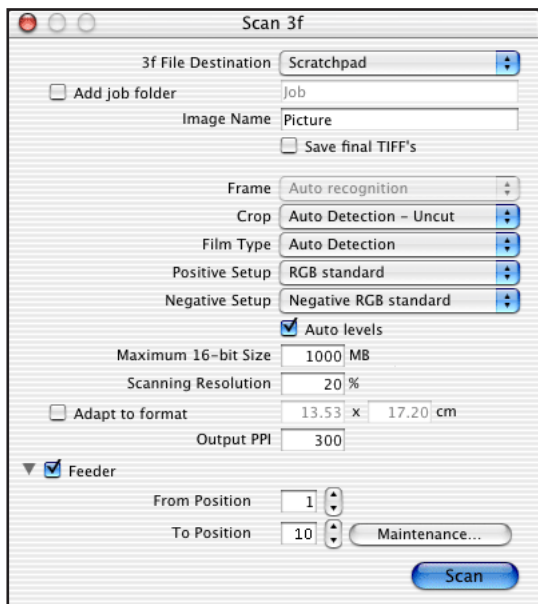 Scan 3f
3f File Destination Scratchpad
Add job folder Job
Image Name Picture
Save final TIFF's
Frame Auto recognition
Crop Auto Detection – Uncut
Film Type Auto Detection
Positive Setup RGB standard
Negative Setup Negative RGB standard
Auto levels
Maximum 16-bit Size 1000 MB
Scanning Resolution 20 %
Adapt to format 13.53 x 17.20 cm
Output PPI 300
Feeder
From Position 1
To Position 10 Maintenance...
Scan